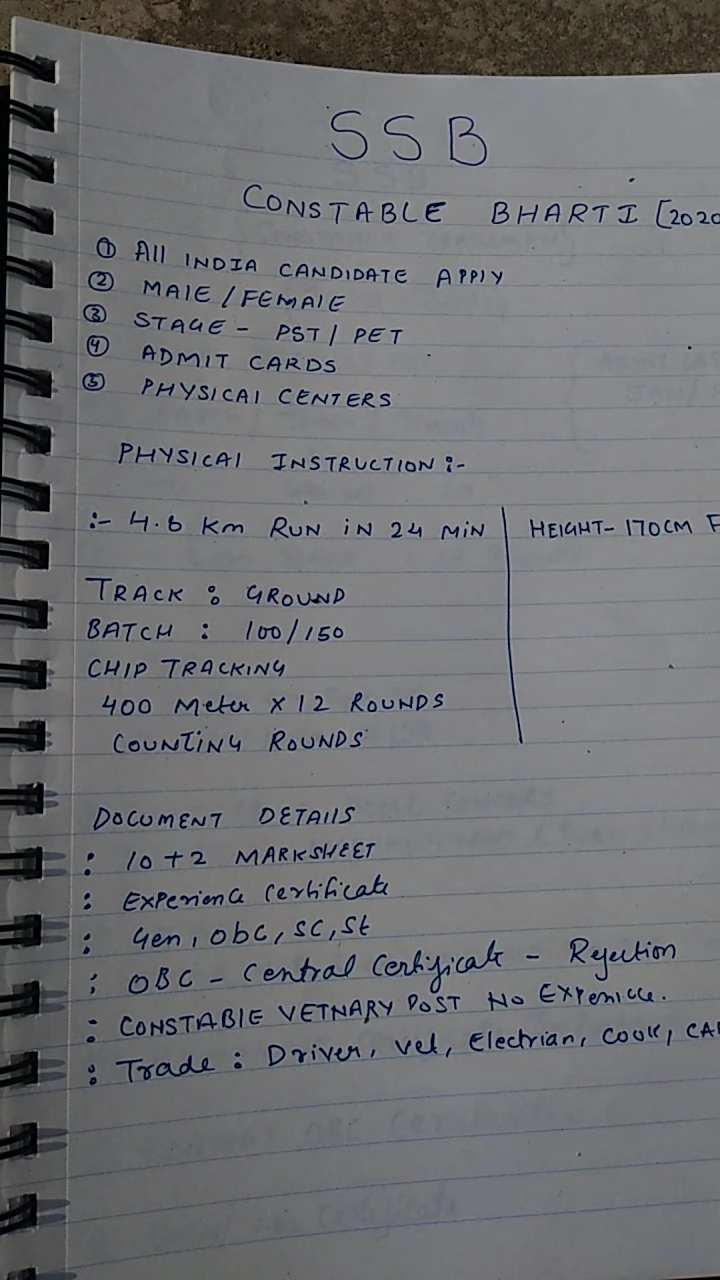 SSB
CONSTABLE BHARTI [2020
① All INDIA CANDIDATE APPlY
② MAlE / FEMAlE
③ STAGE - PST / PET
④ ADMIT CARDS
⑤ PHYSICAl CENTERS
PHYSICAl INSTRUCTION :-
:- 4.8 Km RUN iN 24 MiN
HEIGHT- 170CM F
TRACK : GROUND
BATCH : 100/150
CHIP TRACKING
400 Meter X 12 ROUNDS
COUNTiNG ROUNDS
DOCUMENT DETAIlS
: 10+2 MARKSHEET
: Experience Certificate
: Gen, Obc, SC, St
: OBC - Central Certificate - Rejection
: CONSTABlE VETNARY POST No Expericce.
: Trade : Driver, Vet, Electrian, Cook, CAR